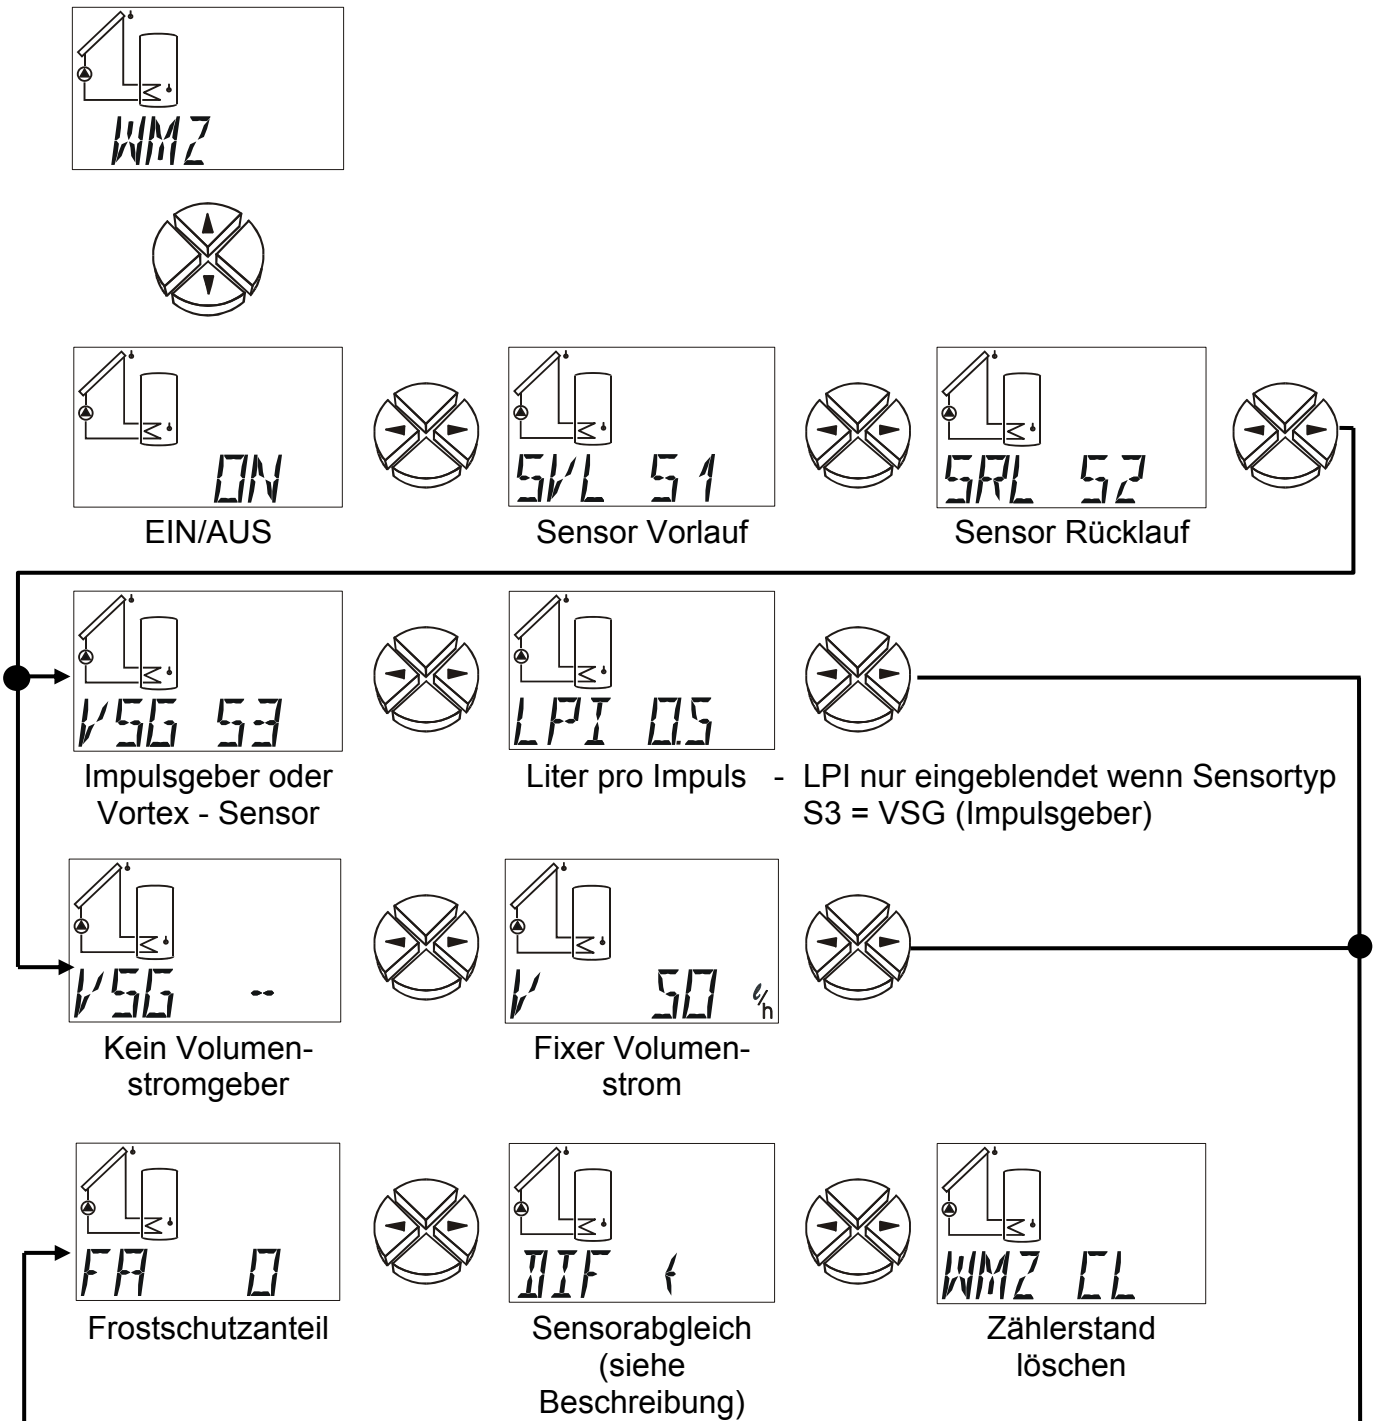 WMZ
ON
SVL S1
SRL S2
EIN/AUS
Sensor Vorlauf
Sensor Rücklauf
VSG S3
LPI 0.5
Impulsgeber oder
Vortex - Sensor
Liter pro Impuls - LPI nur eingeblendet wenn Sensortyp
S3 = VSG (Impulsgeber)
VSG --
V 50 l/h
Kein Volumen-
stromgeber
Fixer Volumen-
strom
FA 0
DIF
WMZ CL
Frostschutzanteil
Sensorabgleich
(siehe
Beschreibung)
Zählerstand
löschen